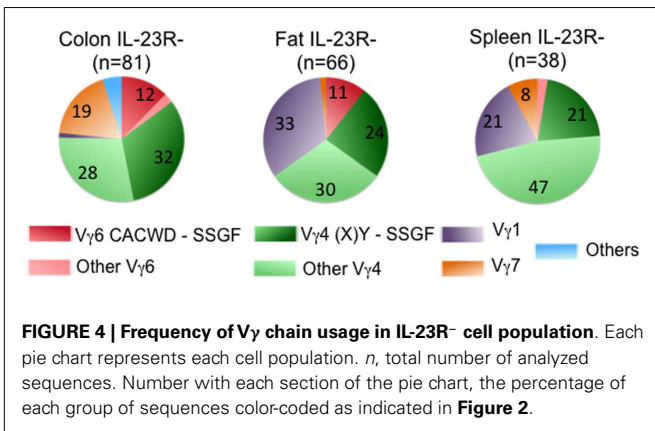 Colon IL-23R-
(n=81)
Fat IL-23R-
(n=66)
Spleen IL-23R-
(n=38)
12
32
28
19
11
24
30
33
21
47
21
8
Vγ6 CACWD - SSGF
Vγ4 (X)Y - SSGF
Vγ1
Others
Other Vγ6
Other Vγ4
Vγ7
FIGURE 4 | Frequency of Vγ chain usage in IL-23R⁻ cell population. Each
pie chart represents each cell population. n, total number of analyzed
sequences. Number with each section of the pie chart, the percentage of
each group of sequences color-coded as indicated in Figure 2.